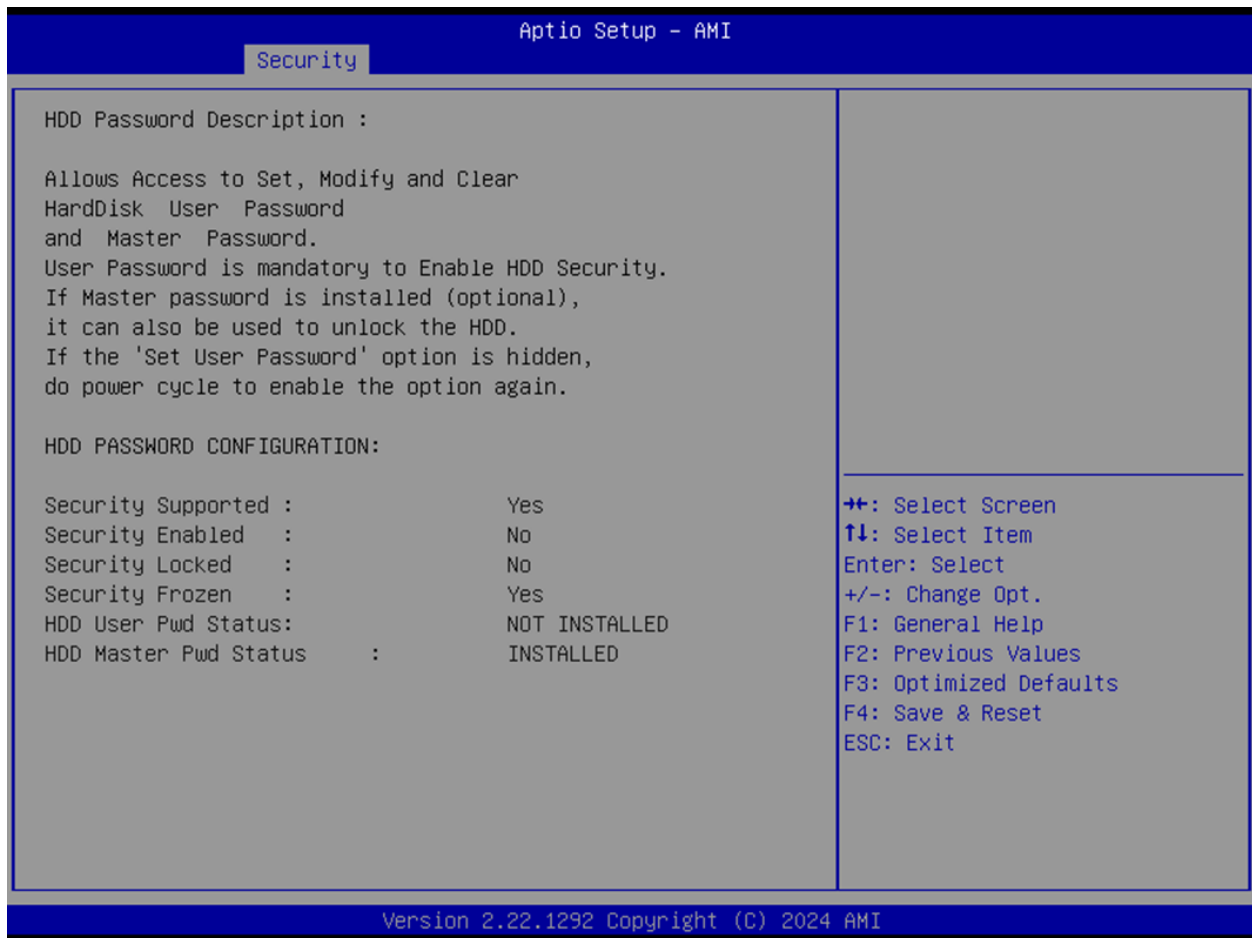 Aptio Setup – AMI
Security
HDD Password Description :
Allows Access to Set, Modify and Clear
HardDisk User Password
and Master Password.
User Password is mandatory to Enable HDD Security.
If Master password is installed (optional),
it can also be used to unlock the HDD.
If the 'Set User Password' option is hidden,
do power cycle to enable the option again.
HDD PASSWORD CONFIGURATION:
Security Supported : Yes
Security Enabled : No
Security Locked : No
Security Frozen : Yes
HDD User Pwd Status: NOT INSTALLED
HDD Master Pwd Status : INSTALLED
→←: Select Screen
↑↓: Select Item
Enter: Select
+/-: Change Opt.
F1: General Help
F2: Previous Values
F3: Optimized Defaults
F4: Save & Reset
ESC: Exit
Version 2.22.1292 Copyright (C) 2024 AMI